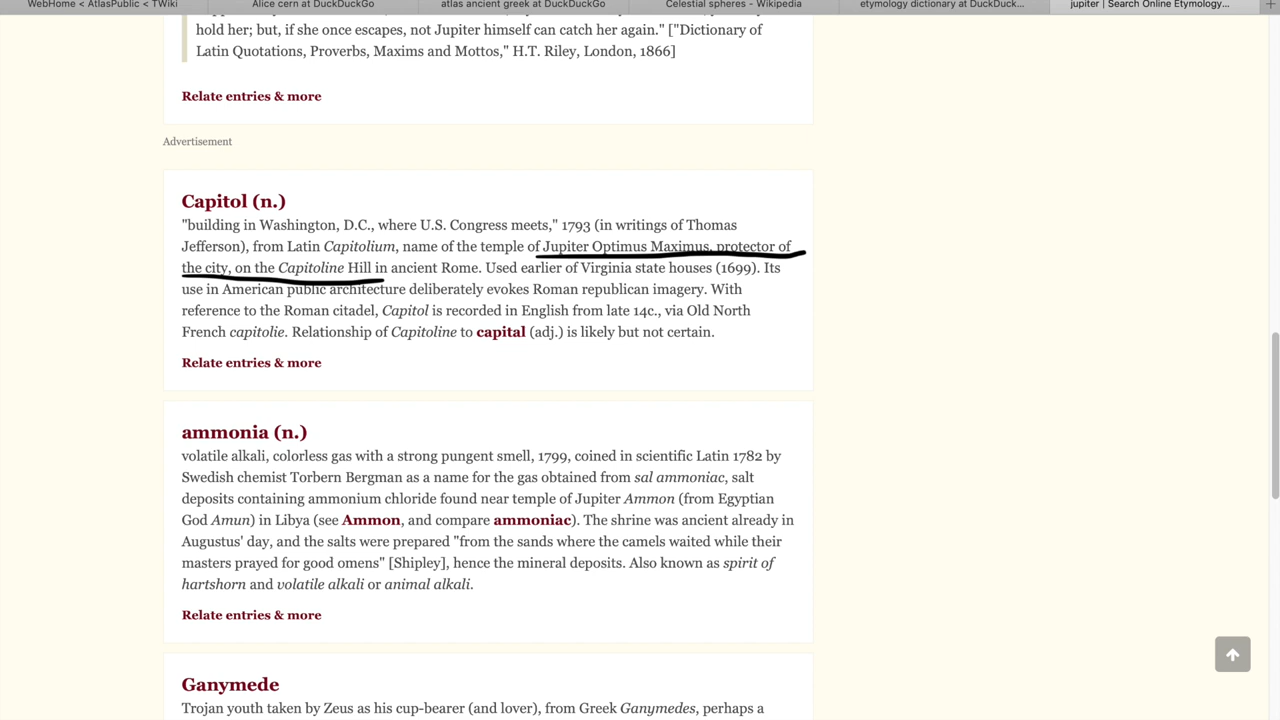 WebHome < AtlasPublic < TWiki
Alice cern at DuckDuckGo
atlas ancient greek at DuckDuckGo
Celestial spheres - Wikipedia
etymology dictionary at DuckDuck...
jupiter | Search Online Etymology...
hold her; but, if she once escapes, not Jupiter himself can catch her again." ["Dictionary of
Latin Quotations, Proverbs, Maxims and Mottos," H.T. Riley, London, 1866]
Relate entries & more
Advertisement
Capitol (n.)
"building in Washington, D.C., where U.S. Congress meets," 1793 (in writings of Thomas
Jefferson), from Latin Capitolium, name of the temple of Jupiter Optimus Maximus, protector of
the city, on the Capitoline Hill in ancient Rome. Used earlier of Virginia state houses (1699). Its
use in American public architecture deliberately evokes Roman republican imagery. With
reference to the Roman citadel, Capitol is recorded in English from late 14c., via Old North
French capitolie. Relationship of Capitoline to capital (adj.) is likely but not certain.
Relate entries & more
ammonia (n.)
volatile alkali, colorless gas with a strong pungent smell, 1799, coined in scientific Latin 1782 by
Swedish chemist Torbern Bergman as a name for the gas obtained from sal ammoniac, salt
deposits containing ammonium chloride found near temple of Jupiter Ammon (from Egyptian
God Amun) in Libya (see Ammon, and compare ammoniac). The shrine was ancient already in
Augustus' day, and the salts were prepared "from the sands where the camels waited while their
masters prayed for good omens" [Shipley], hence the mineral deposits. Also known as spirit of
hartshorn and volatile alkali or animal alkali.
Relate entries & more
Ganymede
Trojan youth taken by Zeus as his cup-bearer (and lover), from Greek Ganymedes, perhaps a